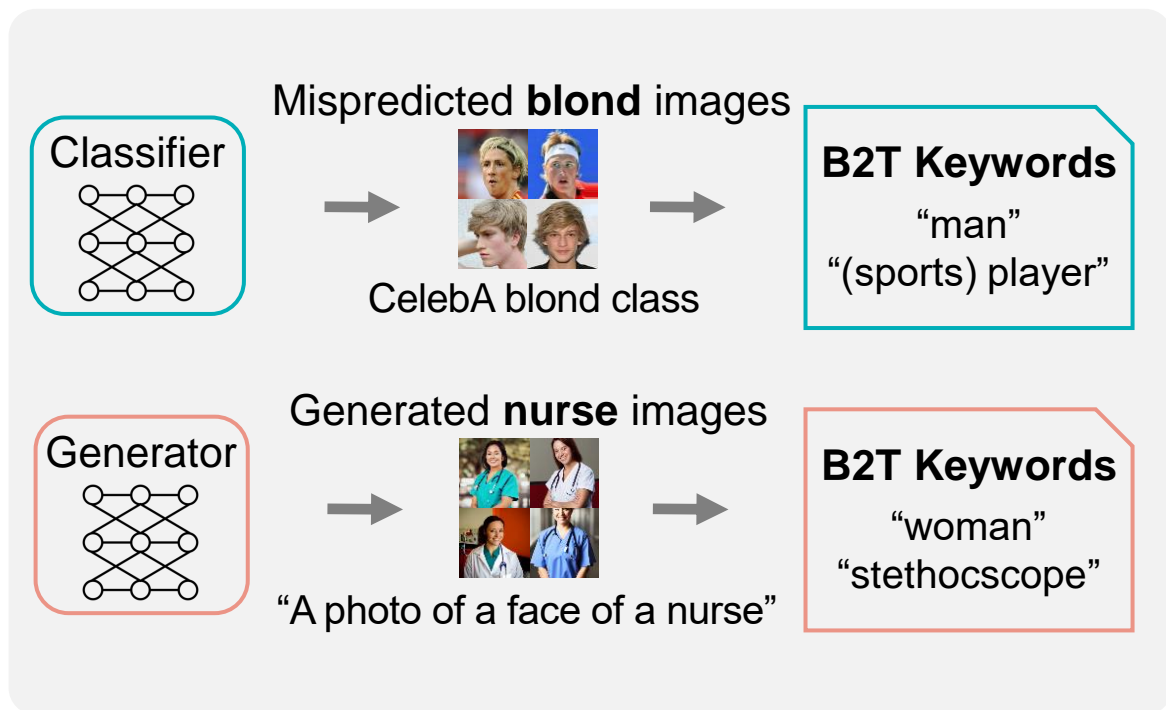 Mispredicted blond images
Classifier
CelebA blond class
B2T Keywords
“man”
“(sports) player”
Generated nurse images
Generator
“A photo of a face of a nurse”
B2T Keywords
“woman”
“stethocscope”